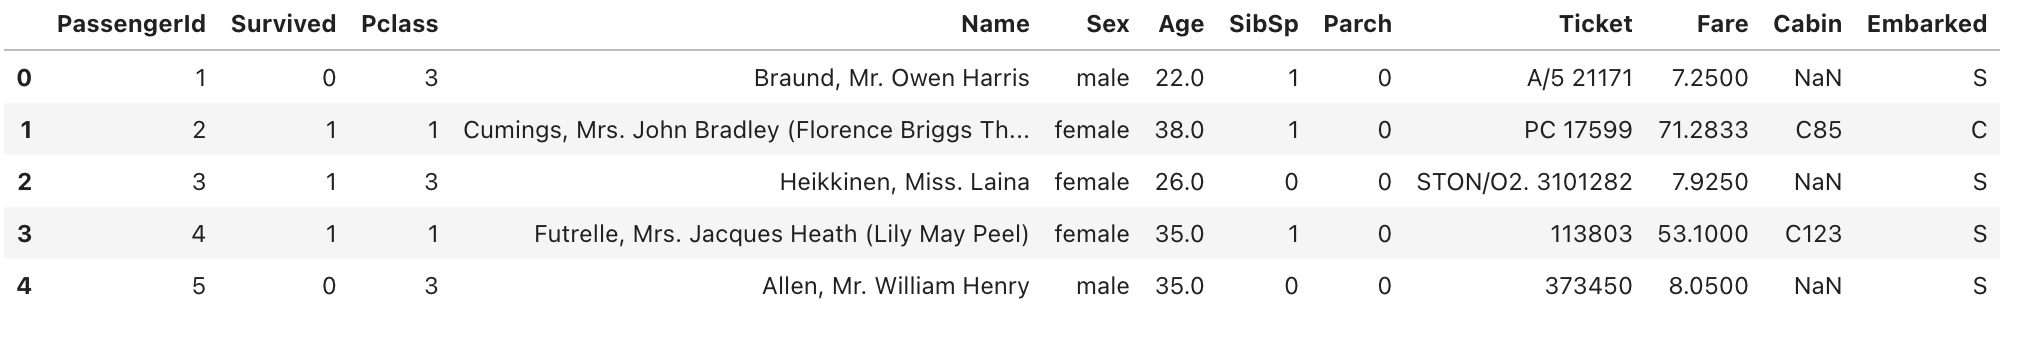 PassengerId Survived Pclass Name Sex Age SibSp Parch Ticket Fare Cabin Embarked
0 1 0 3 Braund, Mr. Owen Harris male 22.0 1 0 A/5 21171 7.2500 NaN S
1 2 1 1 Cumings, Mrs. John Bradley (Florence Briggs Th... female 38.0 1 0 PC 17599 71.2833 C85 C
2 3 1 3 Heikkinen, Miss. Laina female 26.0 0 0 STON/O2. 3101282 7.9250 NaN S
3 4 1 1 Futrelle, Mrs. Jacques Heath (Lily May Peel) female 35.0 1 0 113803 53.1000 C123 S
4 5 0 3 Allen, Mr. William Henry male 35.0 0 0 373450 8.0500 NaN S